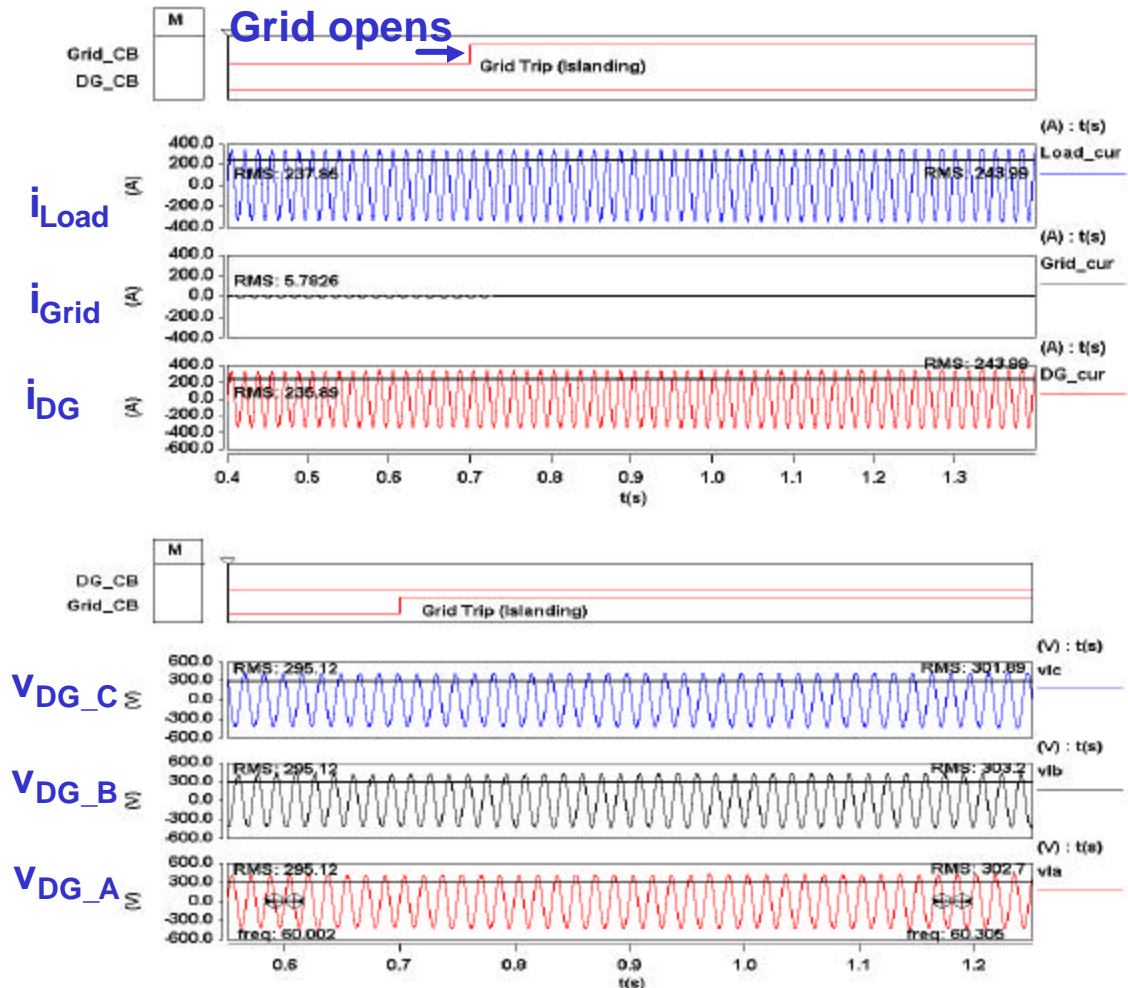 M
Grid opens
Grid_CB
DG_CB
Grid Trip (Islanding)
(A) : t(s)
Load_cur
400.0
200.0
0.0
-200.0
-400.0
(A)
iLoad
RMS: 237.85
RMS: 243.99
(A) : t(s)
Grid_cur
400.0
200.0
0.0
-200.0
-400.0
(A)
iGrid
RMS: 5.7826
(A) : t(s)
DG_cur
400.0
200.0
0.0
-200.0
-400.0
-600.0
(A)
iDG
RMS: 235.89
RMS: 243.99
0.4 0.5 0.6 0.7 0.8 0.9 1.0 1.1 1.2 1.3
t(s)
M
DG_CB
Grid_CB
Grid Trip (Islanding)
(V) : t(s)
vlc
600.0
300.0
0.0
-300.0
-600.0
(V)
vDG_C
RMS: 295.12
RMS: 301.89
(V) : t(s)
vlb
600.0
300.0
0.0
-300.0
-600.0
(V)
vDG_B
RMS: 295.12
RMS: 303.2
(V) : t(s)
vla
600.0
300.0
0.0
-300.0
-600.0
(V)
vDG_A
RMS: 295.12
RMS: 302.7
freq: 60.002
freq: 60.305
0.6 0.7 0.8 0.9 1.0 1.1 1.2
t(s)